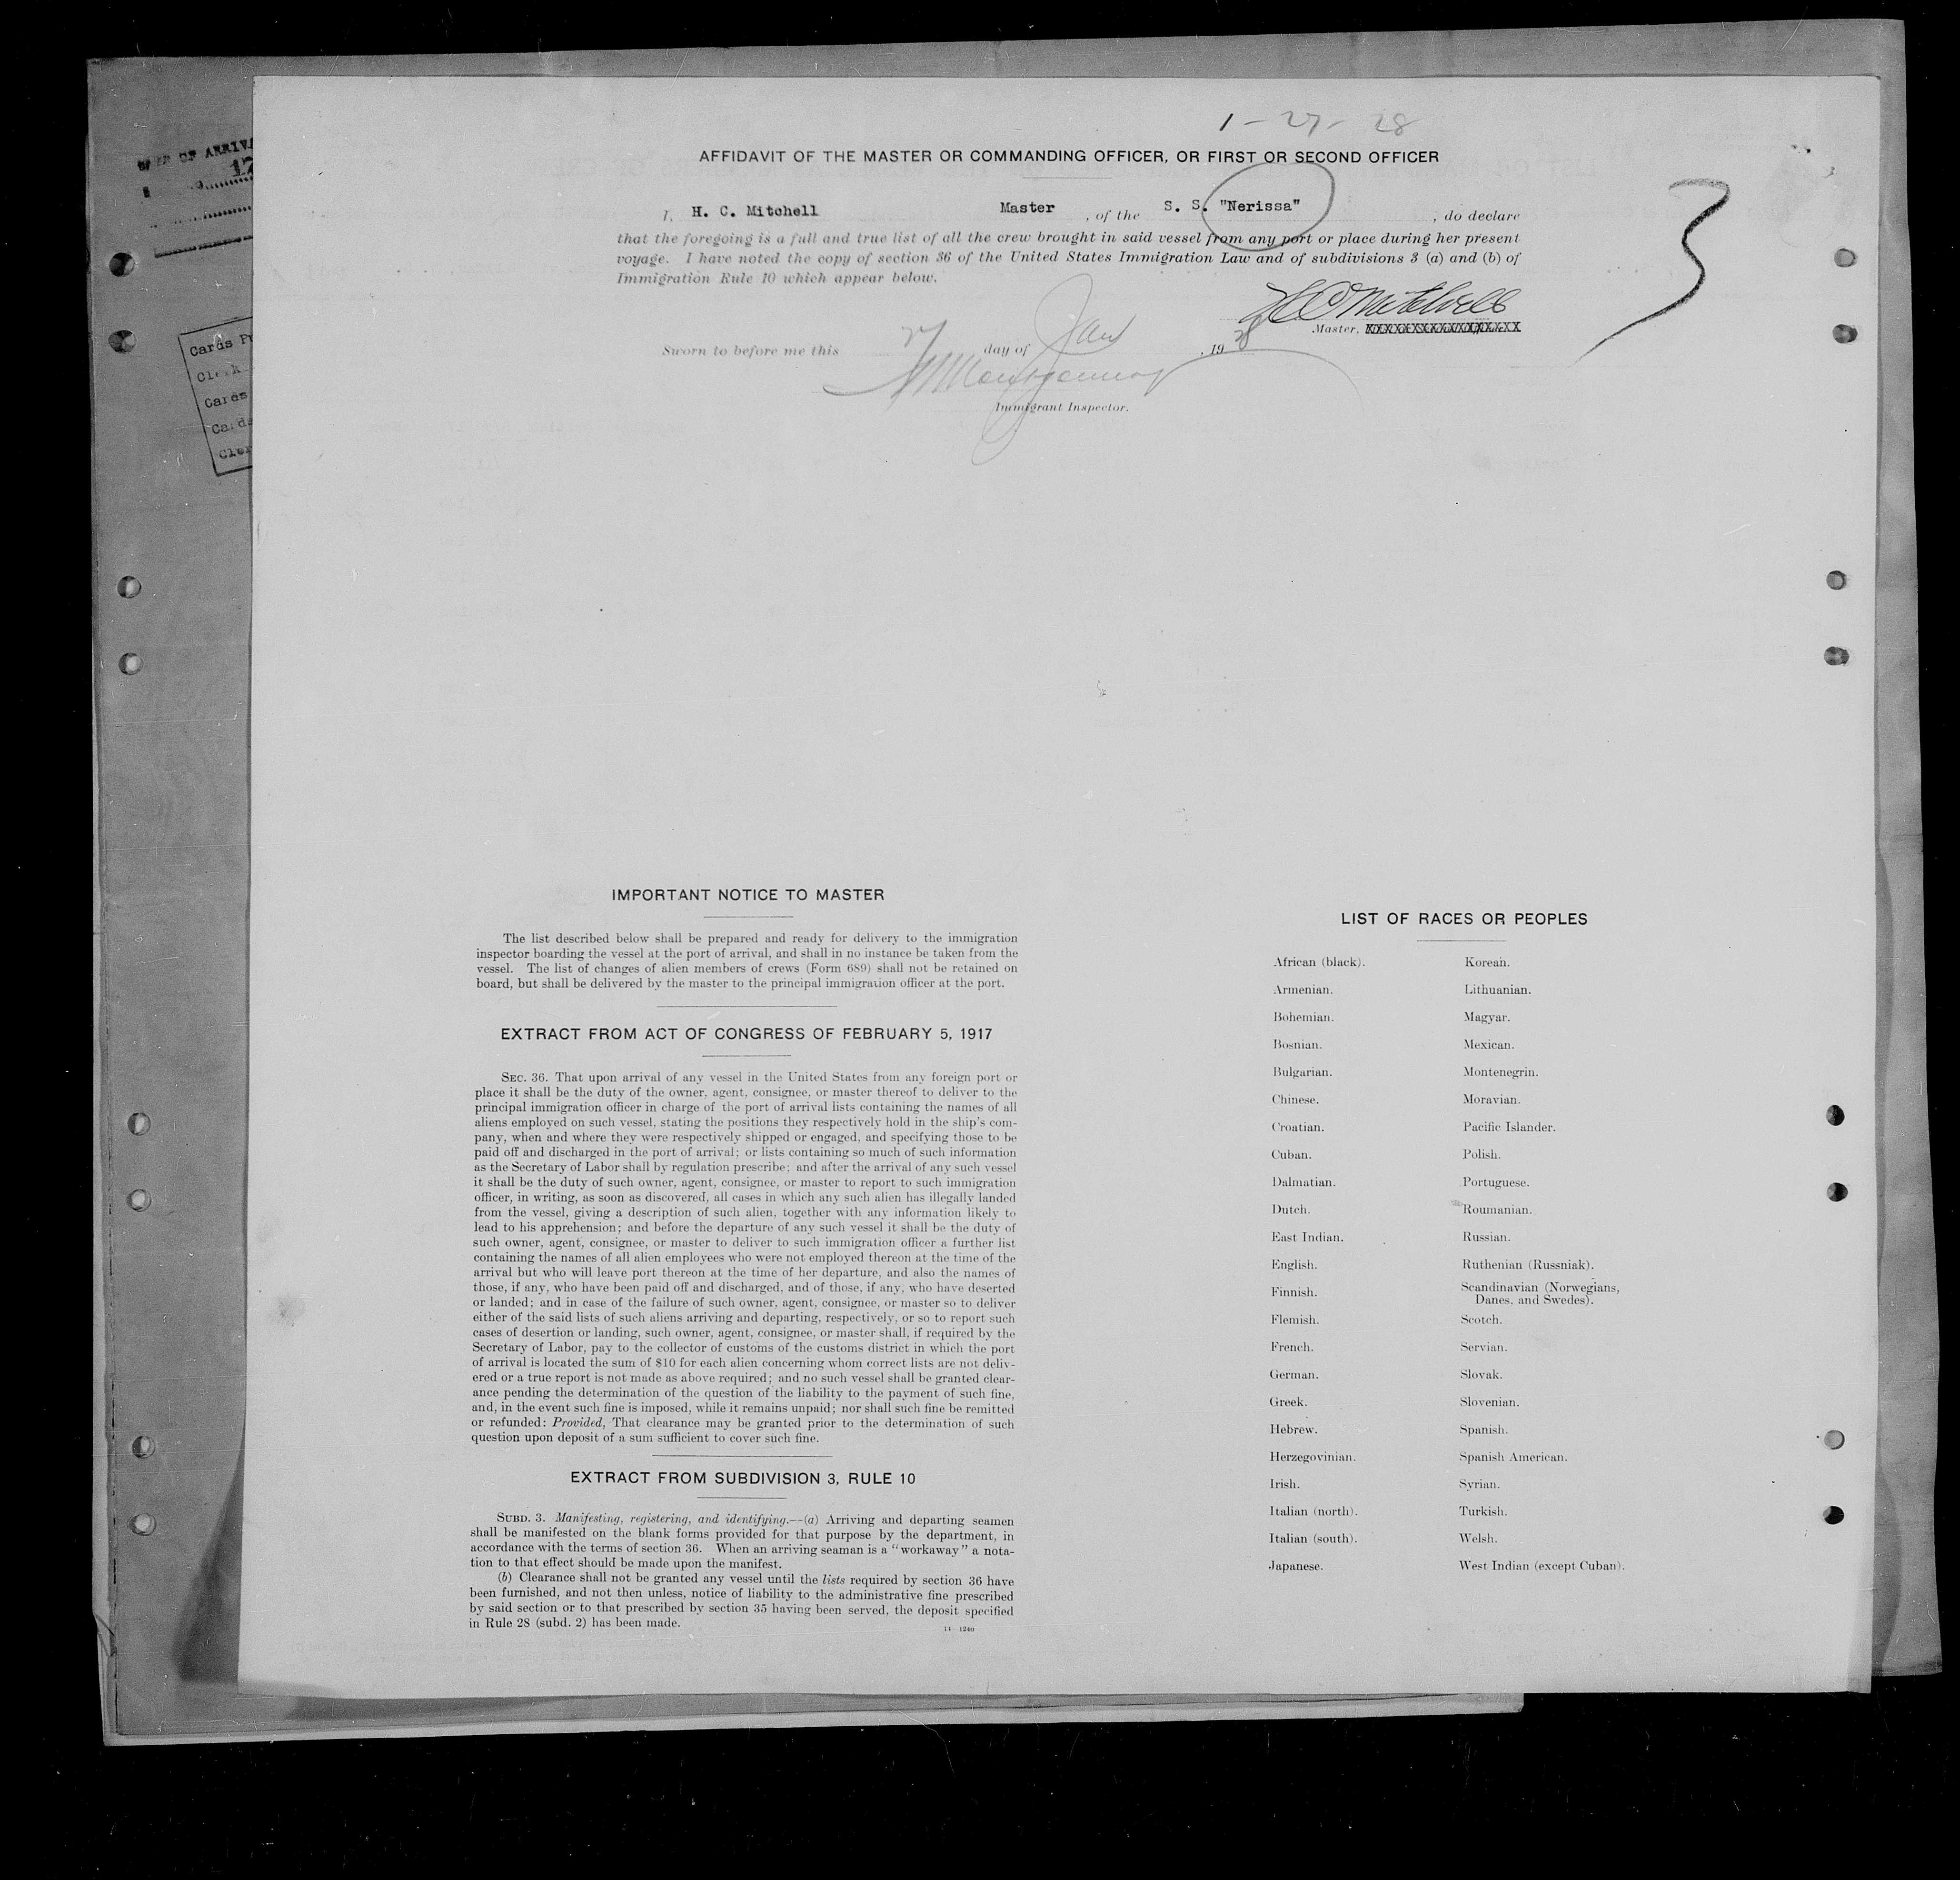 1-27-28
AFFIDAVIT OF THE MASTER OR COMMANDING OFFICER, OR FIRST OR SECOND OFFICER
3
I, H. C. Mitchell Master, of the S. S. "Nerissa", do declare
that the foregoing is a full and true list of all the crew brought in said vessel from any port or place during her present
voyage. I have noted the copy of section 36 of the United States Immigration Law and of subdivisions 3 (a) and (b) of
Immigration Rule 10 which appear below.
H C Mitchell
Master, XXXXXXXXXXXXXXXXXX
Sworn to before me this 27 day of Jan, 1928
Immigrant Inspector.
OF ARRIVA
17
Cards
Clerk
Cards
Cards
Cler
IMPORTANT NOTICE TO MASTER
The list described below shall be prepared and ready for delivery to the immigration
inspector boarding the vessel at the port of arrival, and shall in no instance be taken from the
vessel. The list of changes of alien members of crews (Form 689) shall not be retained on
board, but shall be delivered by the master to the principal immigration officer at the port.
EXTRACT FROM ACT OF CONGRESS OF FEBRUARY 5, 1917
SEC. 36. That upon arrival of any vessel in the United States from any foreign port or
place it shall be the duty of the owner, agent, consignee, or master thereof to deliver to the
principal immigration officer in charge of the port of arrival lists containing the names of all
aliens employed on such vessel, stating the positions they respectively hold in the ship's com-
pany, when and where they were respectively shipped or engaged, and specifying those to be
paid off and discharged in the port of arrival; or lists containing so much of such information
as the Secretary of Labor shall by regulation prescribe; and after the arrival of any such vessel
it shall be the duty of such owner, agent, consignee, or master to report to such immigration
officer, in writing, as soon as discovered, all cases in which any such alien has illegally landed
from the vessel, giving a description of such alien, together with any information likely to
lead to his apprehension; and before the departure of any such vessel it shall be the duty of
such owner, agent, consignee, or master to deliver to such immigration officer a further list
containing the names of all alien employees who were not employed thereon at the time of the
arrival but who will leave port thereon at the time of her departure, and also the names of
those, if any, who have been paid off and discharged, and of those, if any, who have deserted
or landed; and in case of the failure of such owner, agent, consignee, or master so to deliver
either of the said lists of such aliens arriving and departing, respectively, or so to report such
cases of desertion or landing, such owner, agent, consignee, or master shall, if required by the
Secretary of Labor, pay to the collector of customs of the customs district in which the port
of arrival is located the sum of $10 for each alien concerning whom correct lists are not deliv-
ered or a true report is not made as above required; and no such vessel shall be granted clear-
ance pending the determination of the question of the liability to the payment of such fine,
and, in the event such fine is imposed, while it remains unpaid; nor shall such fine be remitted
or refunded: Provided, That clearance may be granted prior to the determination of such
question upon deposit of a sum sufficient to cover such fine.
EXTRACT FROM SUBDIVISION 3, RULE 10
SUBD. 3. Manifesting, registering, and identifying.—(a) Arriving and departing seamen
shall be manifested on the blank forms provided for that purpose by the department, in
accordance with the terms of section 36. When an arriving seaman is a "workaway" a nota-
tion to that effect should be made upon the manifest.
(b) Clearance shall not be granted any vessel until the lists required by section 36 have
been furnished, and not then unless, notice of liability to the administrative fine prescribed
by said section or to that prescribed by section 35 having been served, the deposit specified
in Rule 28 (subd. 2) has been made.
14—1240
LIST OF RACES OR PEOPLES
African (black). Korean.
Armenian. Lithuanian.
Bohemian. Magyar.
Bosnian. Mexican.
Bulgarian. Montenegrin.
Chinese. Moravian.
Croatian. Pacific Islander.
Cuban. Polish.
Dalmatian. Portuguese.
Dutch. Roumanian.
East Indian. Russian.
English. Ruthenian (Russniak).
Finnish. Scandinavian (Norwegians,
Danes, and Swedes).
Flemish. Scotch.
French. Servian.
German. Slovak.
Greek. Slovenian.
Hebrew. Spanish.
Herzegovinian. Spanish American.
Irish. Syrian.
Italian (north). Turkish.
Italian (south). Welsh.
Japanese. West Indian (except Cuban).